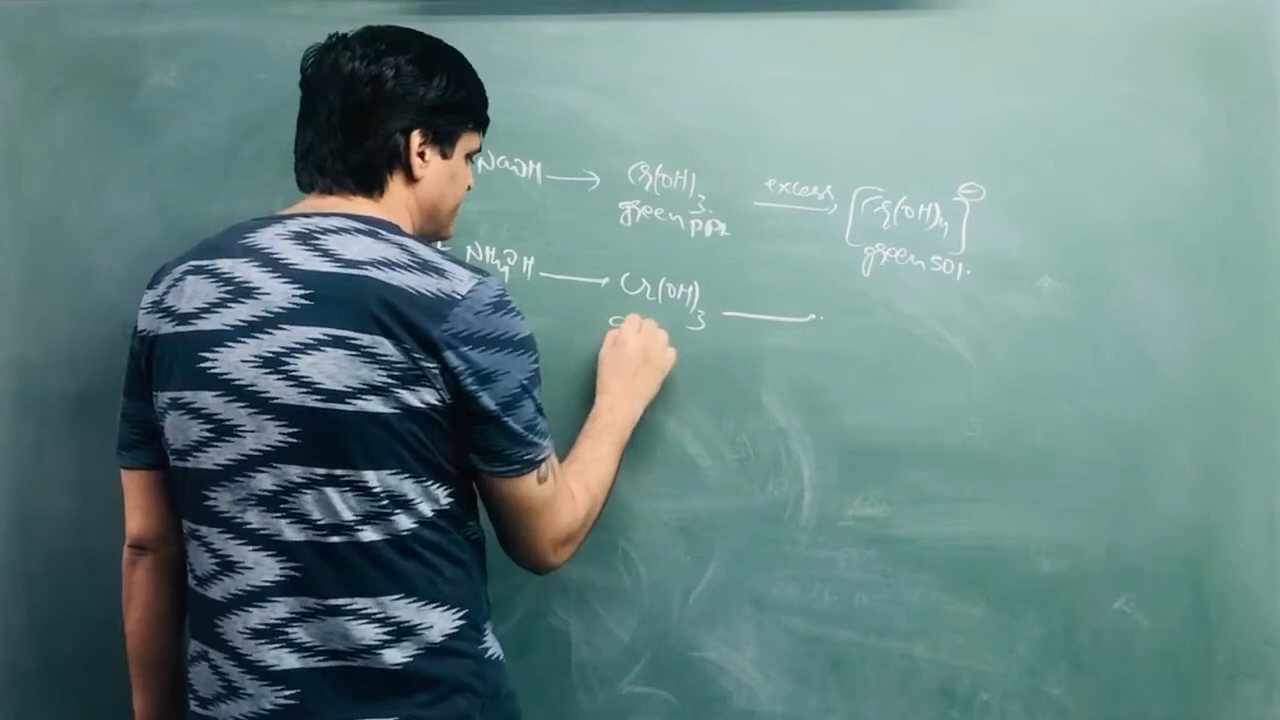 NaOH ⟶ Cr(OH)3 excess⟶ [Cr(OH)4]⊖
green ppt green sol.
+ NH4OH ⟶ Cr(OH)3 ⟶